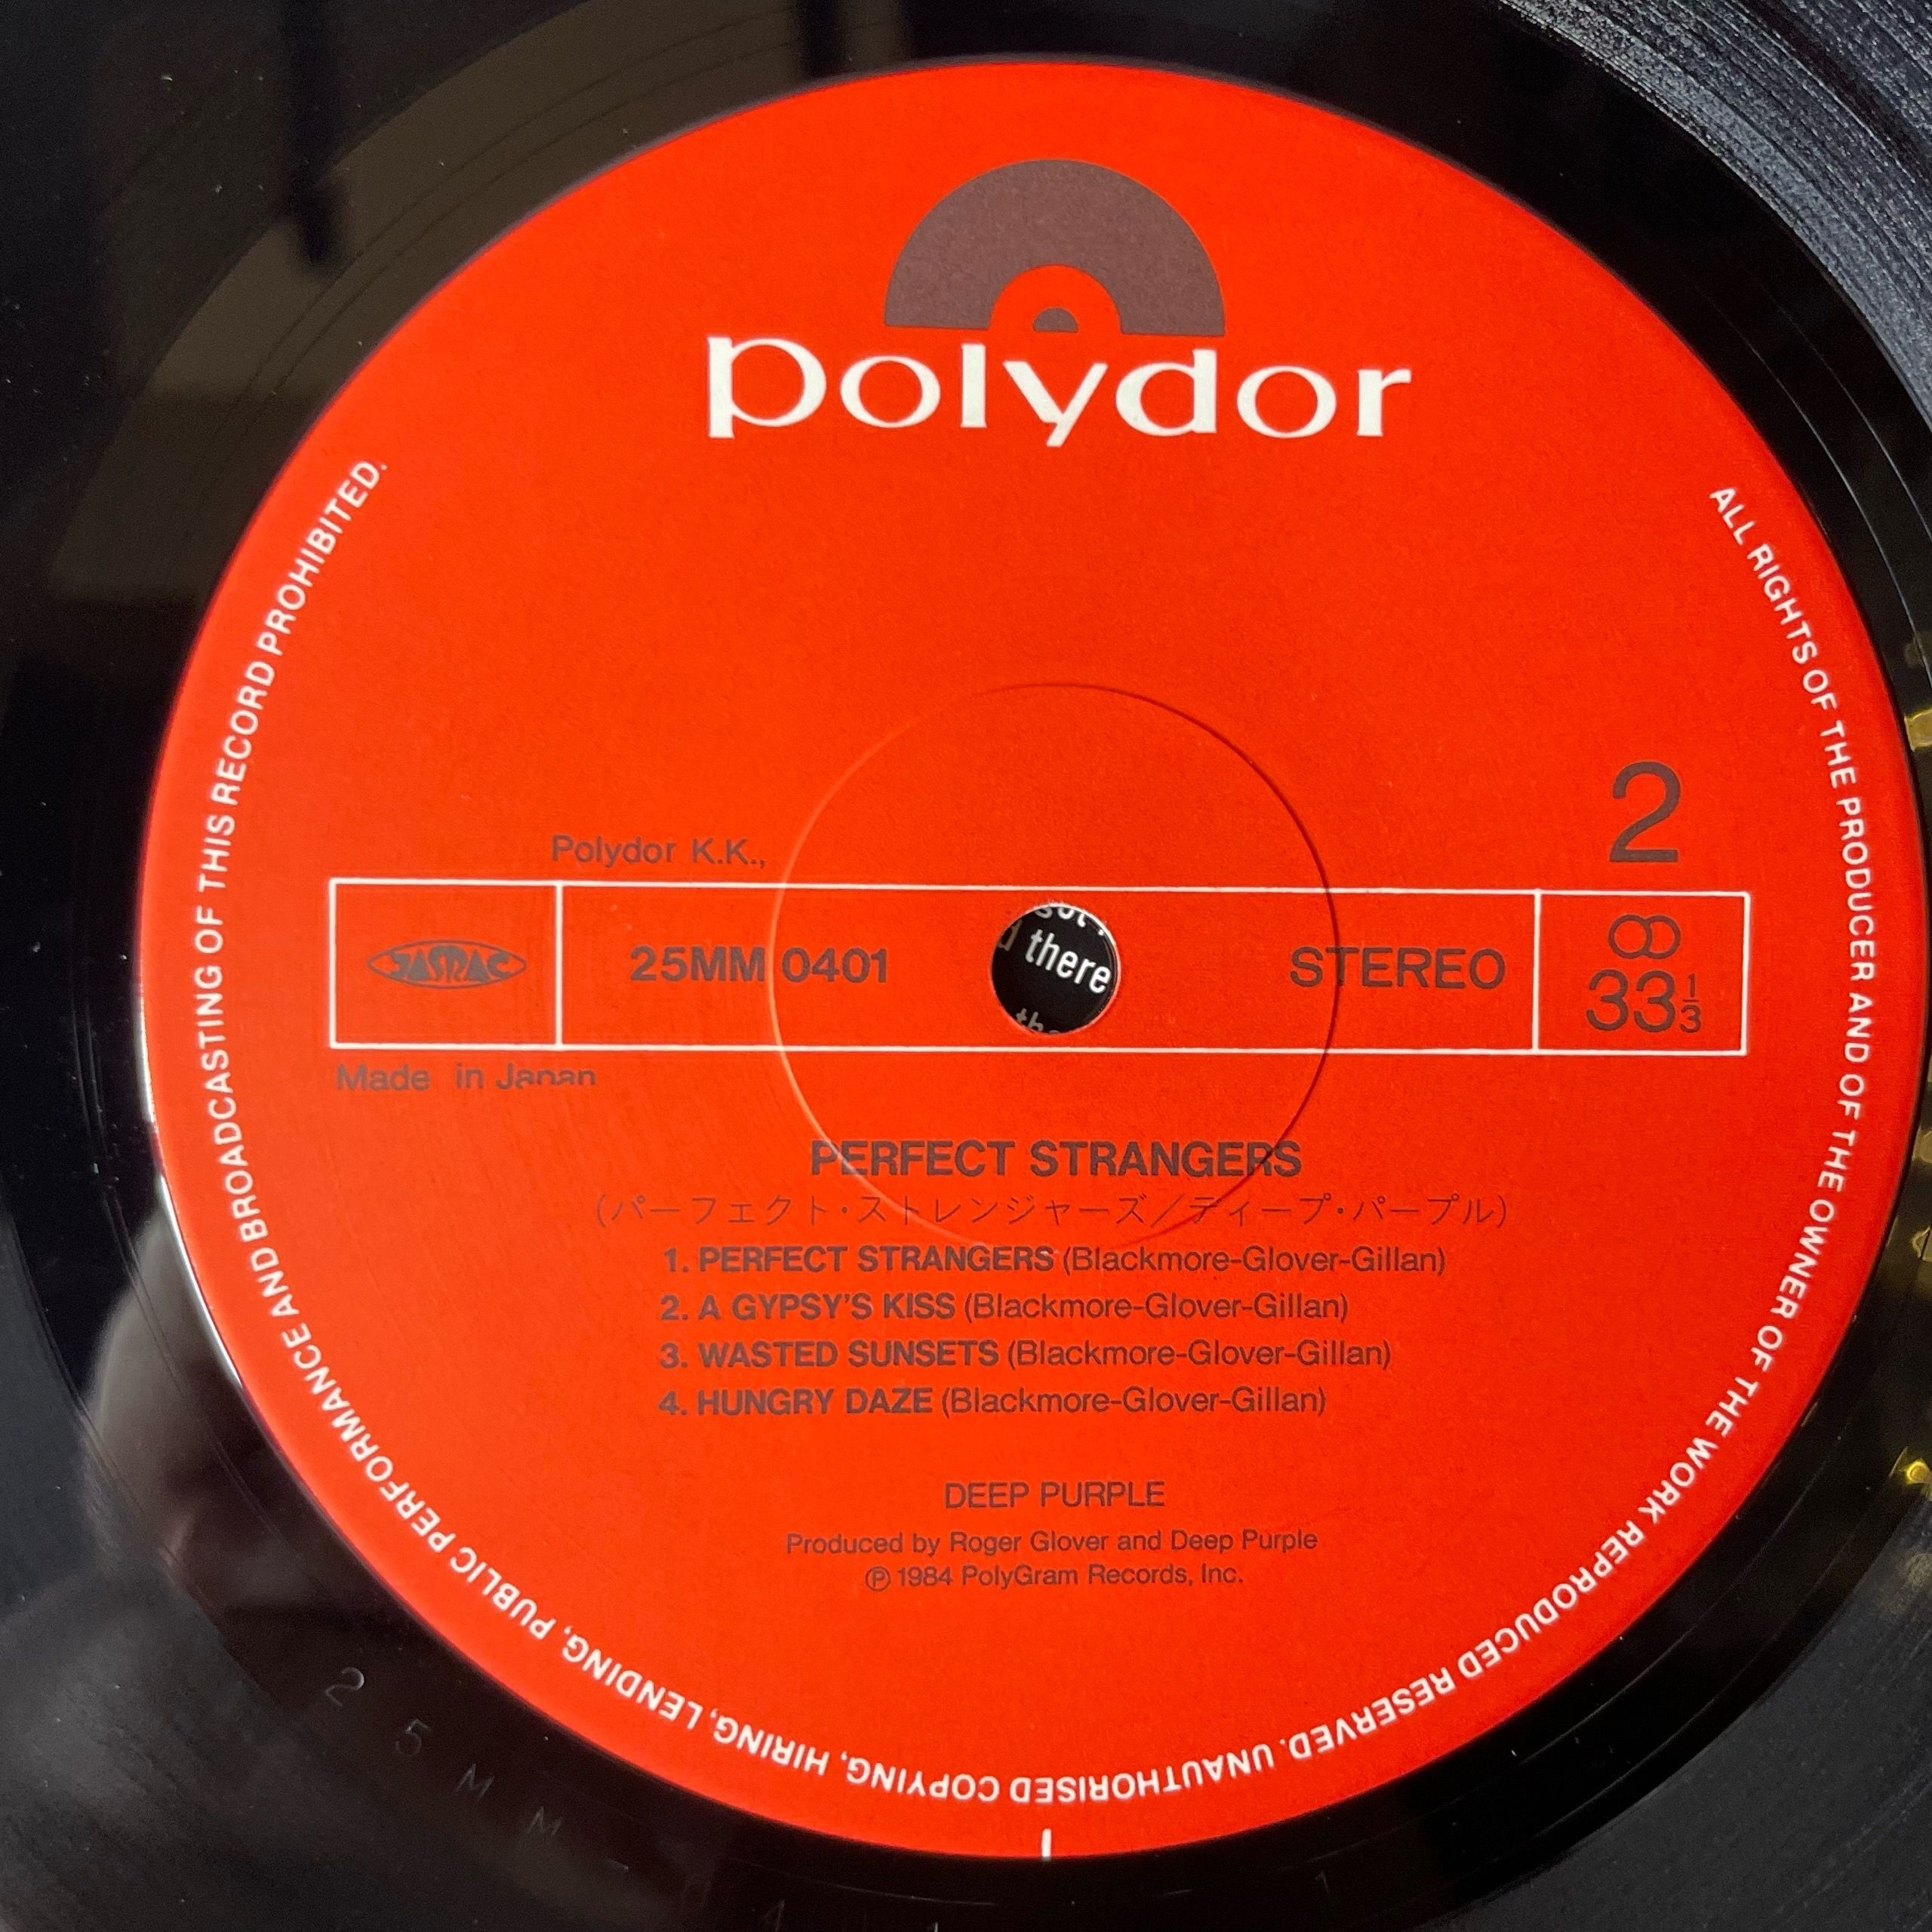 polydor
ALL RIGHTS OF THE PRODUCER AND OF THE OWNER OF THE WORK REPRODUCED RESERVED. UNAUTHORISED COPYING, HIRING, LENDING, PUBLIC PERFORMANCE AND BROADCASTING OF THIS RECORD PROHIBITED.
2
Polydor K.K.,
JASRAC
25MM 0401
there
STEREO
33 1/3
Made in Japan
PERFECT STRANGERS
(パーフェクト・ストレンジャーズ／ディープ・パープル)
1. PERFECT STRANGERS (Blackmore-Glover-Gillan)
2. A GYPSY'S KISS (Blackmore-Glover-Gillan)
3. WASTED SUNSETS (Blackmore-Glover-Gillan)
4. HUNGRY DAZE (Blackmore-Glover-Gillan)
DEEP PURPLE
Produced by Roger Glover and Deep Purple
Ⓟ 1984 PolyGram Records, Inc.
25MM